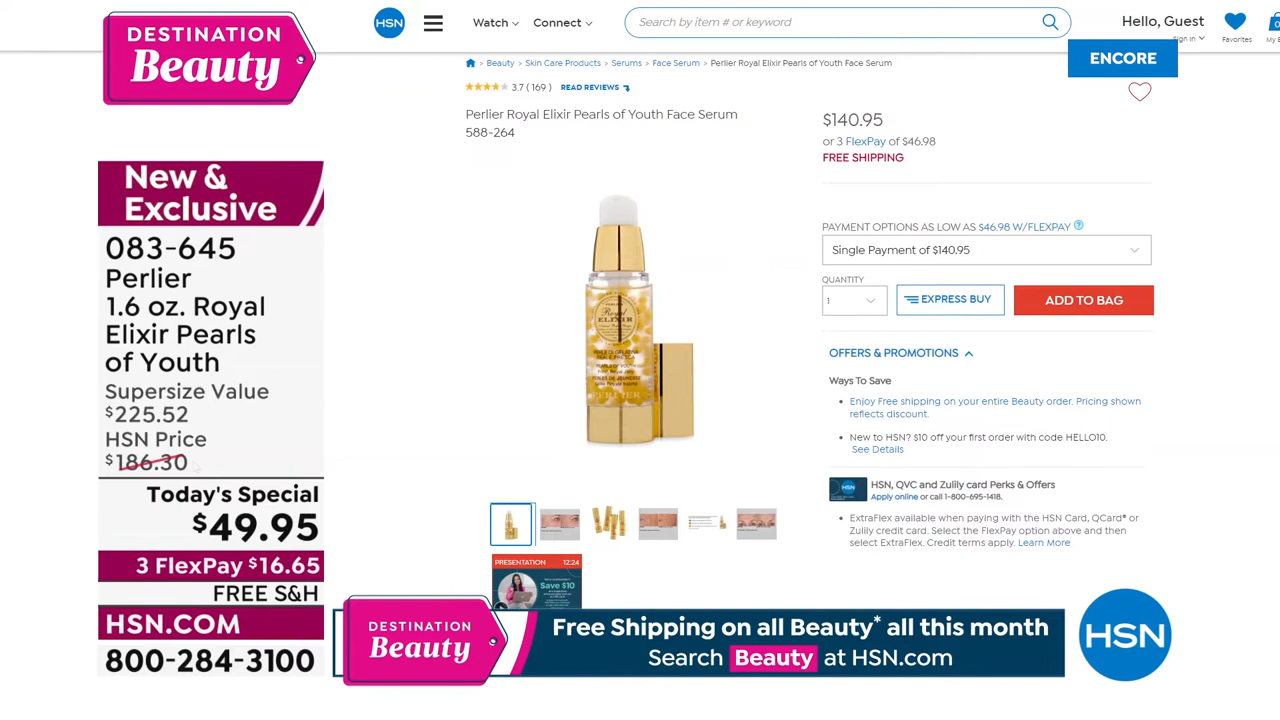 DESTINATION
Beauty
HSN
Watch
Connect
Search by item # or keyword
Hello, Guest
Sign In
Favorites
0
ENCORE
> Beauty > Skin Care Products > Serums > Face Serum > Perlier Royal Elixir Pearls of Youth Face Serum
3.7 ( 169 ) READ REVIEWS
Perlier Royal Elixir Pearls of Youth Face Serum
588-264
$140.95
or 3 FlexPay of $46.98
FREE SHIPPING
PAYMENT OPTIONS AS LOW AS $46.98 W/FLEXPAY ?
Single Payment of $140.95
QUANTITY
1
EXPRESS BUY
ADD TO BAG
OFFERS & PROMOTIONS
Ways To Save
Enjoy Free shipping on your entire Beauty order. Pricing shown
reflects discount.
New to HSN? $10 off your first order with code HELLO10.
See Details
HSN
HSN, QVC and Zulily card Perks & Offers
Apply online or call 1-800-695-1418.
ExtraFlex available when paying with the HSN Card, QCard® or
Zulily credit card. Select the FlexPay option above and then
select ExtraFlex. Credit terms apply. Learn More
New &
Exclusive
083-645
Perlier
1.6 oz. Royal
Elixir Pearls
of Youth
Supersize Value
$225.52
HSN Price
$186.30
Today's Special
$49.95
3 FlexPay $16.65
FREE S&H
HSN.COM
800-284-3100
Royal
ELIXIR
PERLIER
PRESENTATION 12:24
Save $10
DESTINATION
Beauty
Free Shipping on all Beauty* all this month
Search Beauty at HSN.com
HSN